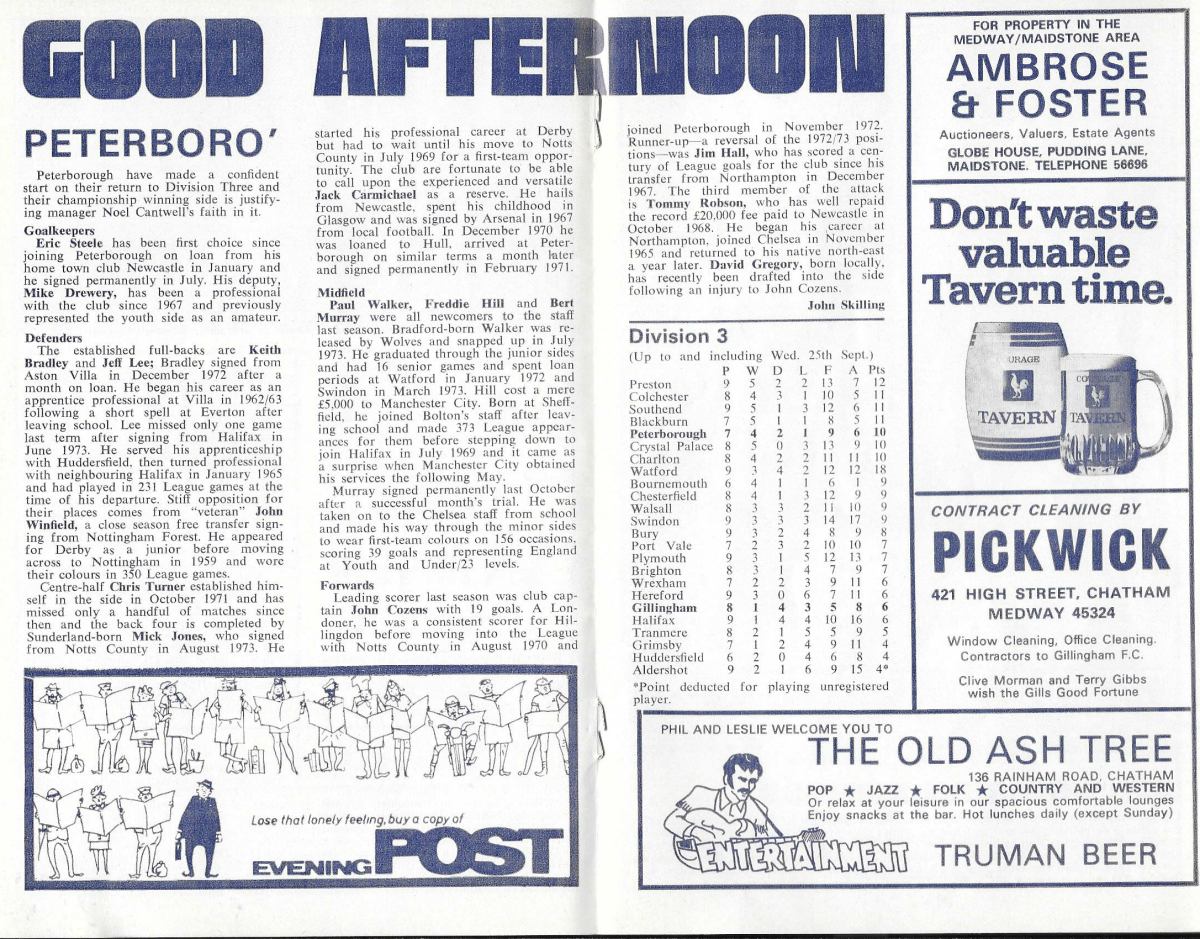 GOOD AFTERNOON
PETERBORO'
Peterborough have made a confident
start on their return to Division Three and
their championship winning side is justify-
ing manager Noel Cantwell's faith in it.
Goalkeepers
Eric Steele has been first choice since
joining Peterborough on loan from his
home town club Newcastle in January and
he signed permanently in July. His deputy,
Mike Drewery, has been a professional
with the club since 1967 and previously
represented the youth side as an amateur.
Defenders
The established full-backs are Keith
Bradley and Jeff Lee; Bradley signed from
Aston Villa in December 1972 after a
month on loan. He began his career as an
apprentice professional at Villa in 1962/63
following a short spell at Everton after
leaving school. Lee missed only one game
last term after signing from Halifax in
June 1973. He served his apprenticeship
with Huddersfield, then turned professional
with neighbouring Halifax in January 1965
and had played in 231 League games at the
time of his departure. Stiff opposition for
their places comes from "veteran" John
Winfield, a close season free transfer sign-
ing from Nottingham Forest. He appeared
for Derby as a junior before moving
across to Nottingham in 1959 and wore
their colours in 350 League games.
Centre-half Chris Turner established him-
self in the side in October 1971 and has
missed only a handful of matches since
then and the back four is completed by
Sunderland-born Mick Jones, who signed
from Notts County in August 1973. He
started his professional career at Derby
but had to wait until his move to Notts
County in July 1969 for a first-team oppor-
tunity. The club are fortunate to be able
to call upon the experienced and versatile
Jack Carmichael as a reserve. He hails
from Newcastle, spent his childhood in
Glasgow and was signed by Arsenal in 1967
from local football. In December 1970 he
was loaned to Hull, arrived at Peter-
borough on similar terms a month later
and signed permanently in February 1971.
Midfield
Paul Walker, Freddie Hill and Bert
Murray were all newcomers to the staff
last season. Bradford-born Walker was re-
leased by Wolves and snapped up in July
1973. He graduated through the junior sides
and had 16 senior games and spent loan
periods at Watford in January 1972 and
Swindon in March 1973. Hill cost a mere
£5,000 to Manchester City. Born at Sheff-
field, he joined Bolton's staff after leav-
ing school and made 373 League appear-
ances for them before stepping down to
join Halifax in July 1969 and it came as
a surprise when Manchester City obtained
his services the following May.
Murray signed permanently last October
after a successful month's trial. He was
taken on to the Chelsea staff from school
and made his way through the minor sides
to wear first-team colours on 156 occasions,
scoring 39 goals and representing England
at Youth and Under/23 levels.
Forwards
Leading scorer last season was club cap-
tain John Cozens with 19 goals. A Lon-
doner, he was a consistent scorer for Hil-
lingdon before moving into the League
with Notts County in August 1970 and
joined Peterborough in November 1972.
Runner-up—a reversal of the 1972/73 posi-
tions—was Jim Hall, who has scored a cen-
tury of League goals for the club since his
transfer from Northampton in December
1967. The third member of the attack
is Tommy Robson, who has well repaid
the record £20,000 fee paid to Newcastle in
October 1968. He began his career at
Northampton, joined Chelsea in November
1965 and returned to his native north-east
a year later. David Gregory, born locally,
has recently been drafted into the side
following an injury to John Cozens.
John Skilling
Division 3
(Up to and including Wed. 25th Sept.)
P W D L F A Pts
Preston 9 5 2 2 13 7 12
Colchester 8 4 3 1 10 5 11
Southend 9 5 1 3 12 6 11
Blackburn 7 5 1 1 8 5 11
Peterborough 7 4 2 1 9 6 10
Crystal Palace 8 5 0 3 13 9 10
Charlton 8 4 2 2 11 11 10
Watford 9 3 4 2 12 12 18
Bournemouth 6 4 1 1 6 1 9
Chesterfield 8 4 1 3 12 9 9
Walsall 8 3 3 2 11 10 9
Swindon 9 3 3 3 14 17 9
Bury 9 3 2 4 8 9 8
Port Vale 7 2 3 2 10 10 7
Plymouth 9 3 1 5 12 13 7
Brighton 8 3 1 4 7 9 7
Wrexham 7 2 2 3 9 11 6
Hereford 9 3 0 6 7 11 6
Gillingham 8 1 4 3 5 8 6
Halifax 9 1 4 4 10 16 6
Tranmere 8 2 1 5 5 9 5
Grimsby 7 1 2 4 9 11 4
Huddersfield 6 2 0 4 6 8 4
Aldershot 9 2 1 6 9 15 4*
*Point deducted for playing unregistered
player.
FOR PROPERTY IN THE
MEDWAY/MAIDSTONE AREA
AMBROSE
& FOSTER
Auctioneers, Valuers, Estate Agents
GLOBE HOUSE, PUDDING LANE,
MAIDSTONE. TELEPHONE 56696
Don't waste
valuable
Tavern time.
URAGE
TAVERN
COURAGE
TAVERN
CONTRACT CLEANING BY
PICKWICK
421 HIGH STREET, CHATHAM
MEDWAY 45324
Window Cleaning, Office Cleaning.
Contractors to Gillingham F.C.
Clive Morman and Terry Gibbs
wish the Gills Good Fortune
Lose that lonely feeling, buy a copy of
EVENING POST
PHIL AND LESLIE WELCOME YOU TO
THE OLD ASH TREE
136 RAINHAM ROAD, CHATHAM
POP ★ JAZZ ★ FOLK ★ COUNTRY AND WESTERN
Or relax at your leisure in our spacious comfortable lounges
Enjoy snacks at the bar. Hot lunches daily (except Sunday)
ENTERTAINMENT
TRUMAN BEER